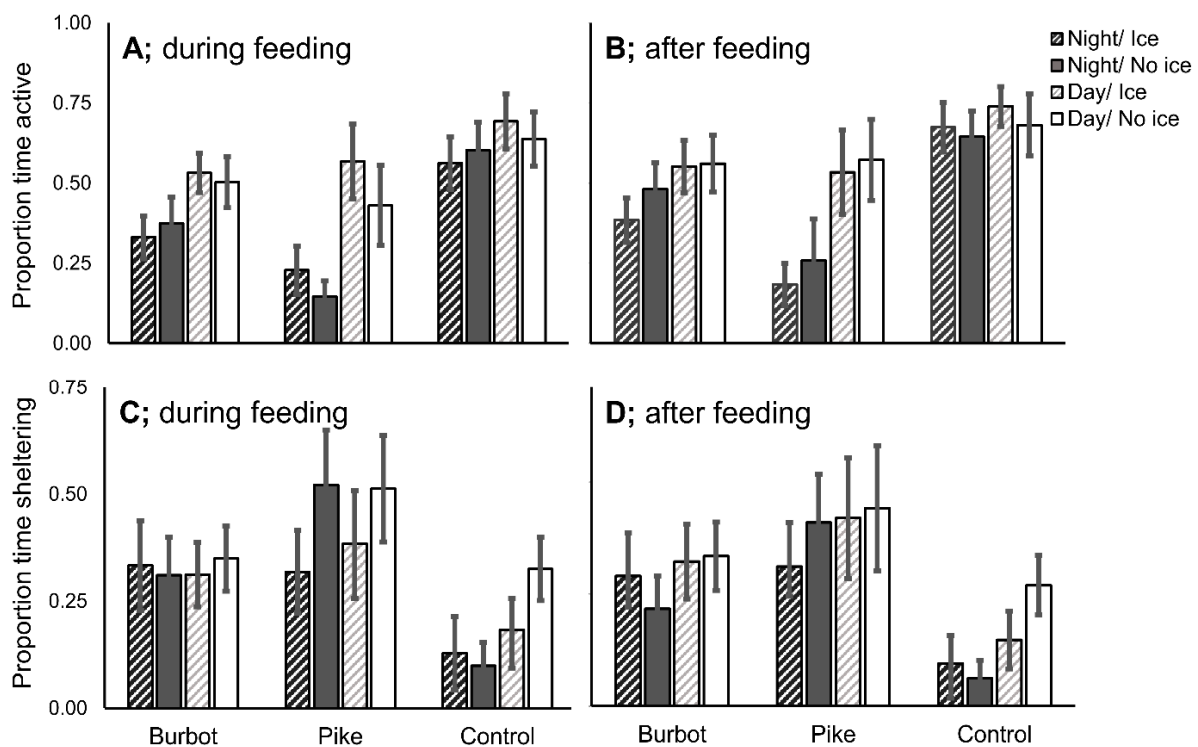 1.00
0.75
0.50
0.25
0.00
Proportion time active
A; during feeding
B; after feeding
Night/ Ice
Night/ No ice
Day/ Ice
Day/ No ice
0.75
0.50
0.25
0.00
Proportion time sheltering
C; during feeding
D; after feeding
Burbot Pike Control Burbot Pike Control